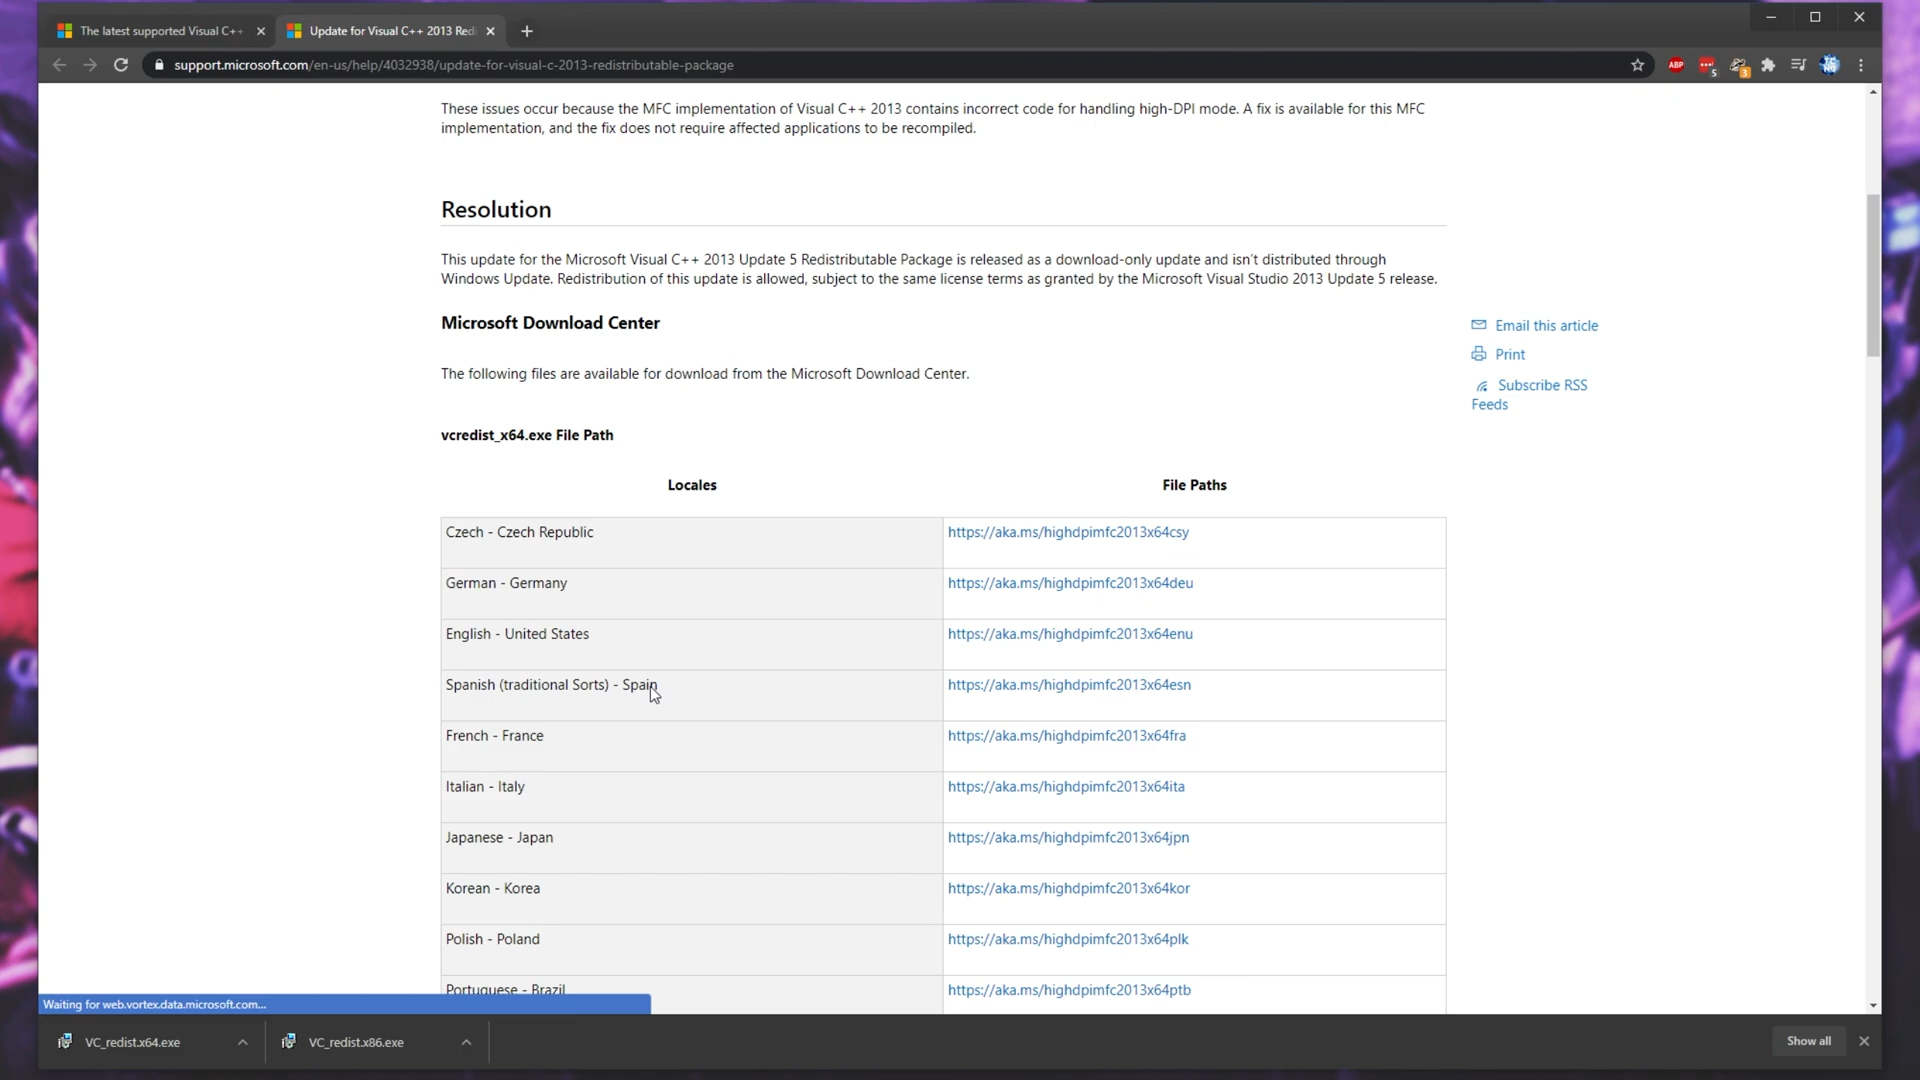 The latest supported Visual C++
Update for Visual C++ 2013 Red
support.microsoft.com/en-us/help/4032938/update-for-visual-c-2013-redistributable-package
ABP
5
3
These issues occur because the MFC implementation of Visual C++ 2013 contains incorrect code for handling high-DPI mode. A fix is available for this MFC
implementation, and the fix does not require affected applications to be recompiled.
Resolution
This update for the Microsoft Visual C++ 2013 Update 5 Redistributable Package is released as a download-only update and isn't distributed through
Windows Update. Redistribution of this update is allowed, subject to the same license terms as granted by the Microsoft Visual Studio 2013 Update 5 release.
Microsoft Download Center
The following files are available for download from the Microsoft Download Center.
Email this article
Print
Subscribe RSS
Feeds
vcredist_x64.exe File Path
Locales File Paths
Czech - Czech Republic https://aka.ms/highdpimfc2013x64csy
German - Germany https://aka.ms/highdpimfc2013x64deu
English - United States https://aka.ms/highdpimfc2013x64enu
Spanish (traditional Sorts) - Spain https://aka.ms/highdpimfc2013x64esn
French - France https://aka.ms/highdpimfc2013x64fra
Italian - Italy https://aka.ms/highdpimfc2013x64ita
Japanese - Japan https://aka.ms/highdpimfc2013x64jpn
Korean - Korea https://aka.ms/highdpimfc2013x64kor
Polish - Poland https://aka.ms/highdpimfc2013x64plk
Portuguese - Brazil https://aka.ms/highdpimfc2013x64ptb
Waiting for web.vortex.data.microsoft.com...
VC_redist.x64.exe
VC_redist.x86.exe
Show all